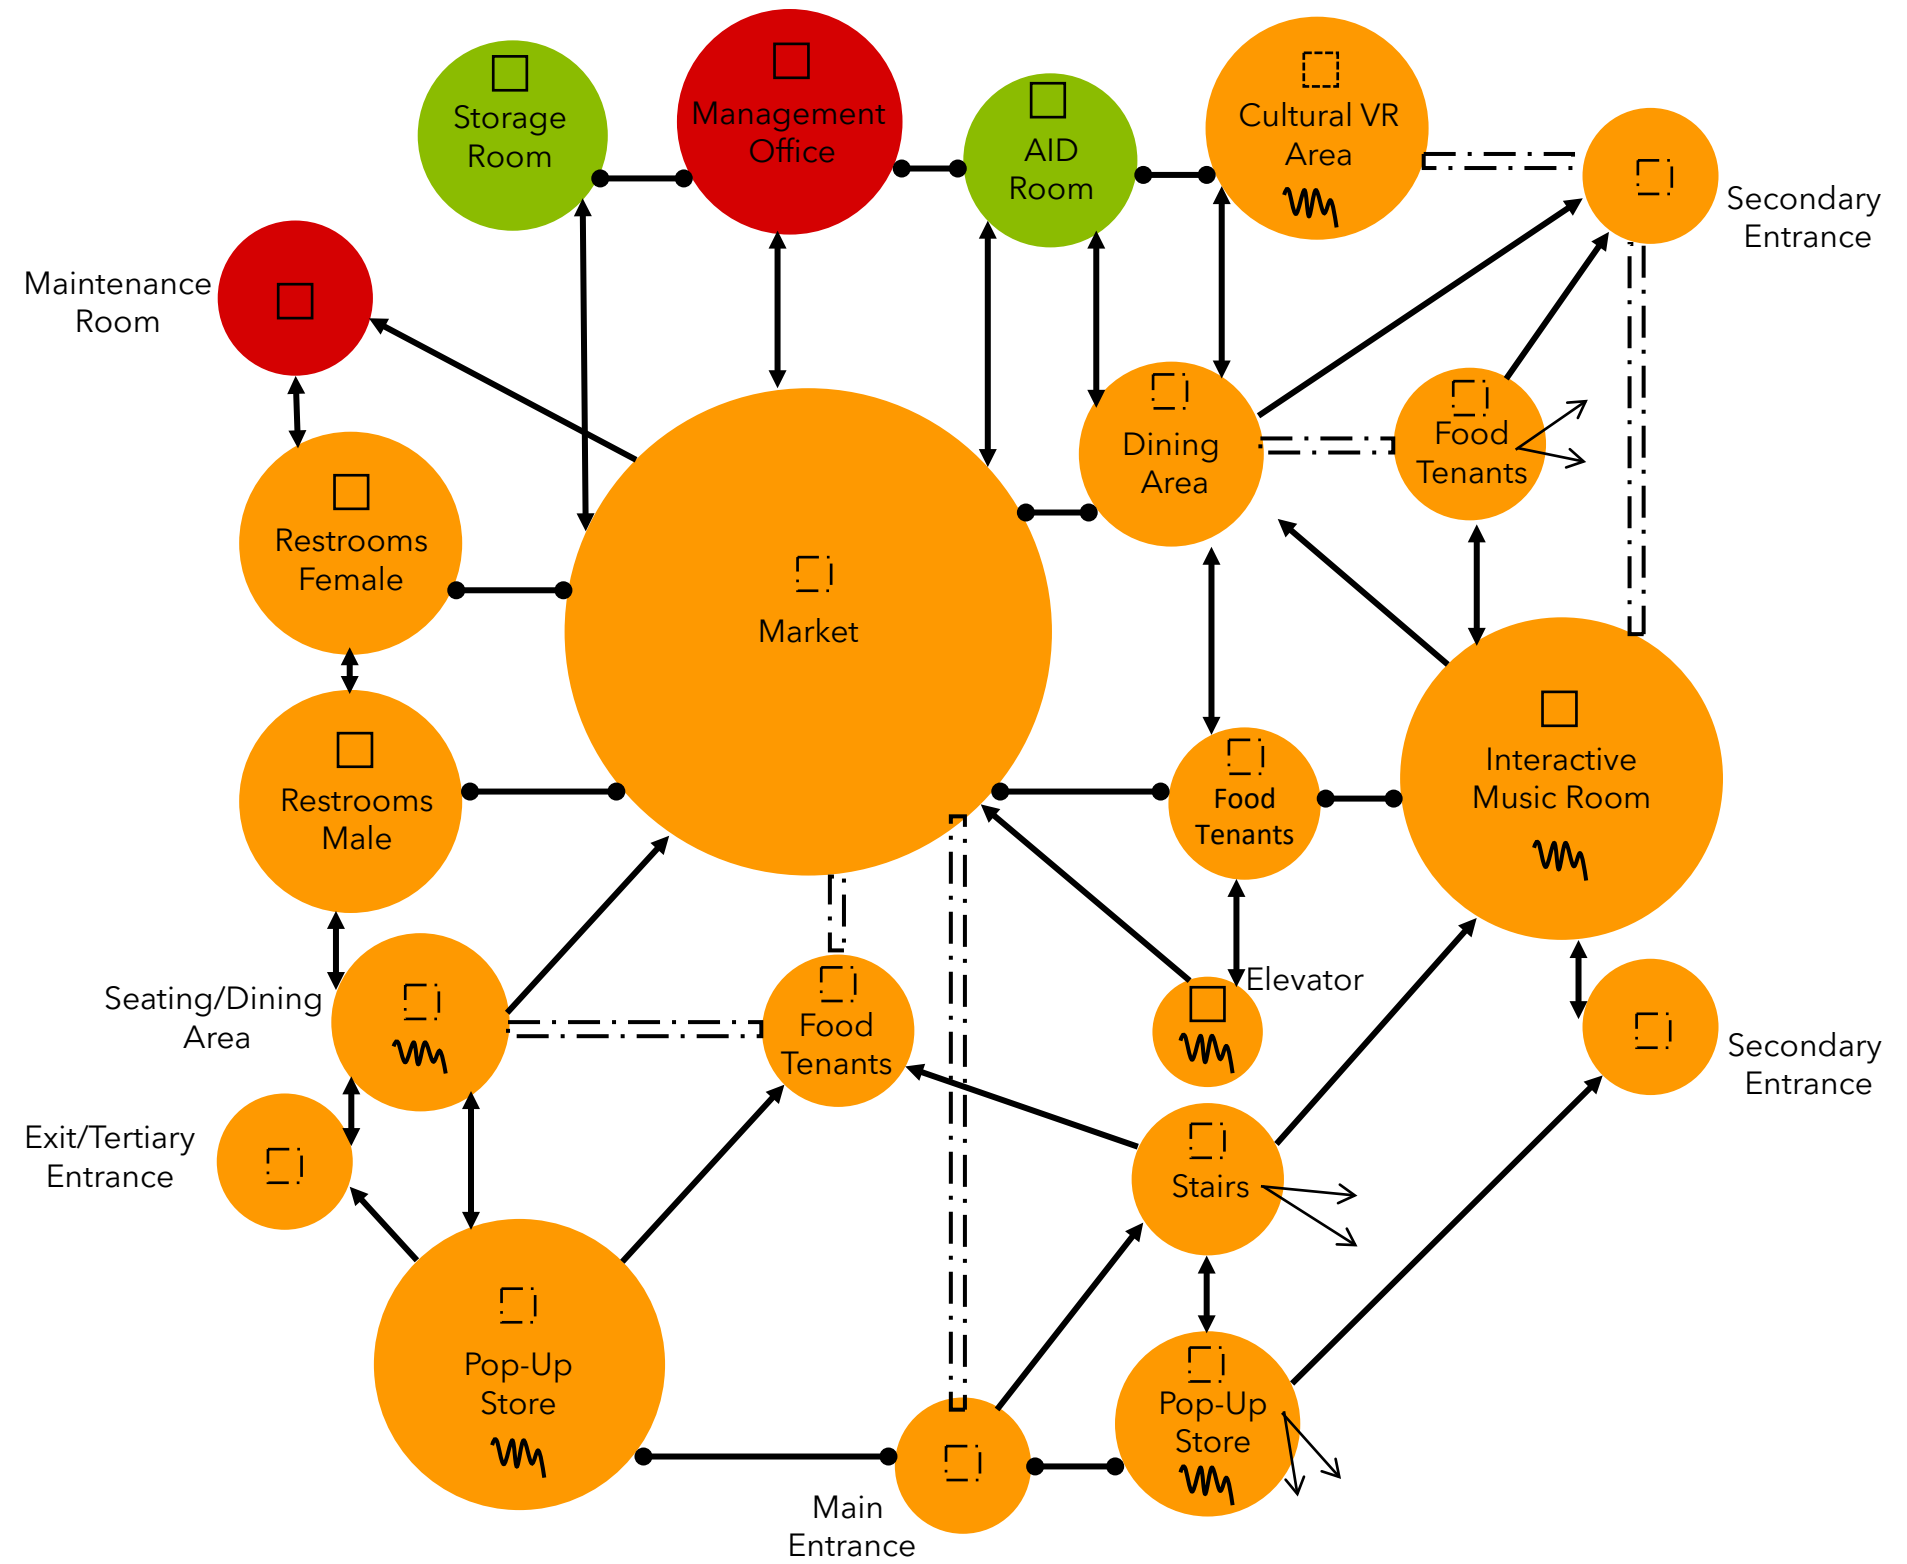 Storage
Room
Management
Office
AID
Room
Cultural VR
Area
Secondary
Entrance
Maintenance
Room
Dining
Area
Food
Tenants
Restrooms
Female
Market
Restrooms
Male
Food
Tenants
Interactive
Music Room
Seating/Dining
Area
Food
Tenants
Elevator
Secondary
Entrance
Exit/Tertiary
Entrance
Stairs
Pop-Up
Store
Pop-Up
Store
Main
Entrance